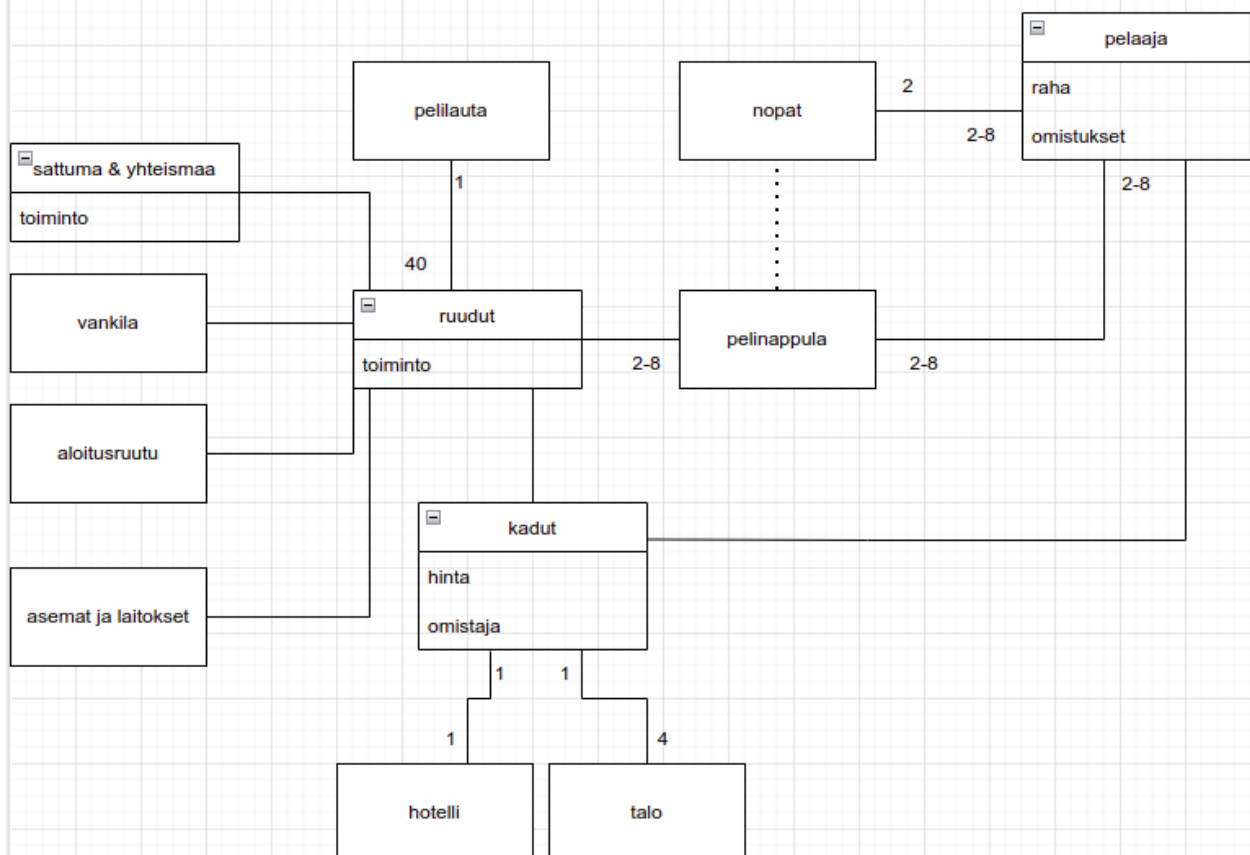 pelaaja
raha
omistukset
pelilauta
nopat
2
2-8
sattuma & yhteismaa
toiminto
1
2-8
40
vankila
ruudut
toiminto
pelinappula
2-8
2-8
aloitusruutu
kadut
hinta
omistaja
asemat ja laitokset
1
1
1
4
hotelli
talo